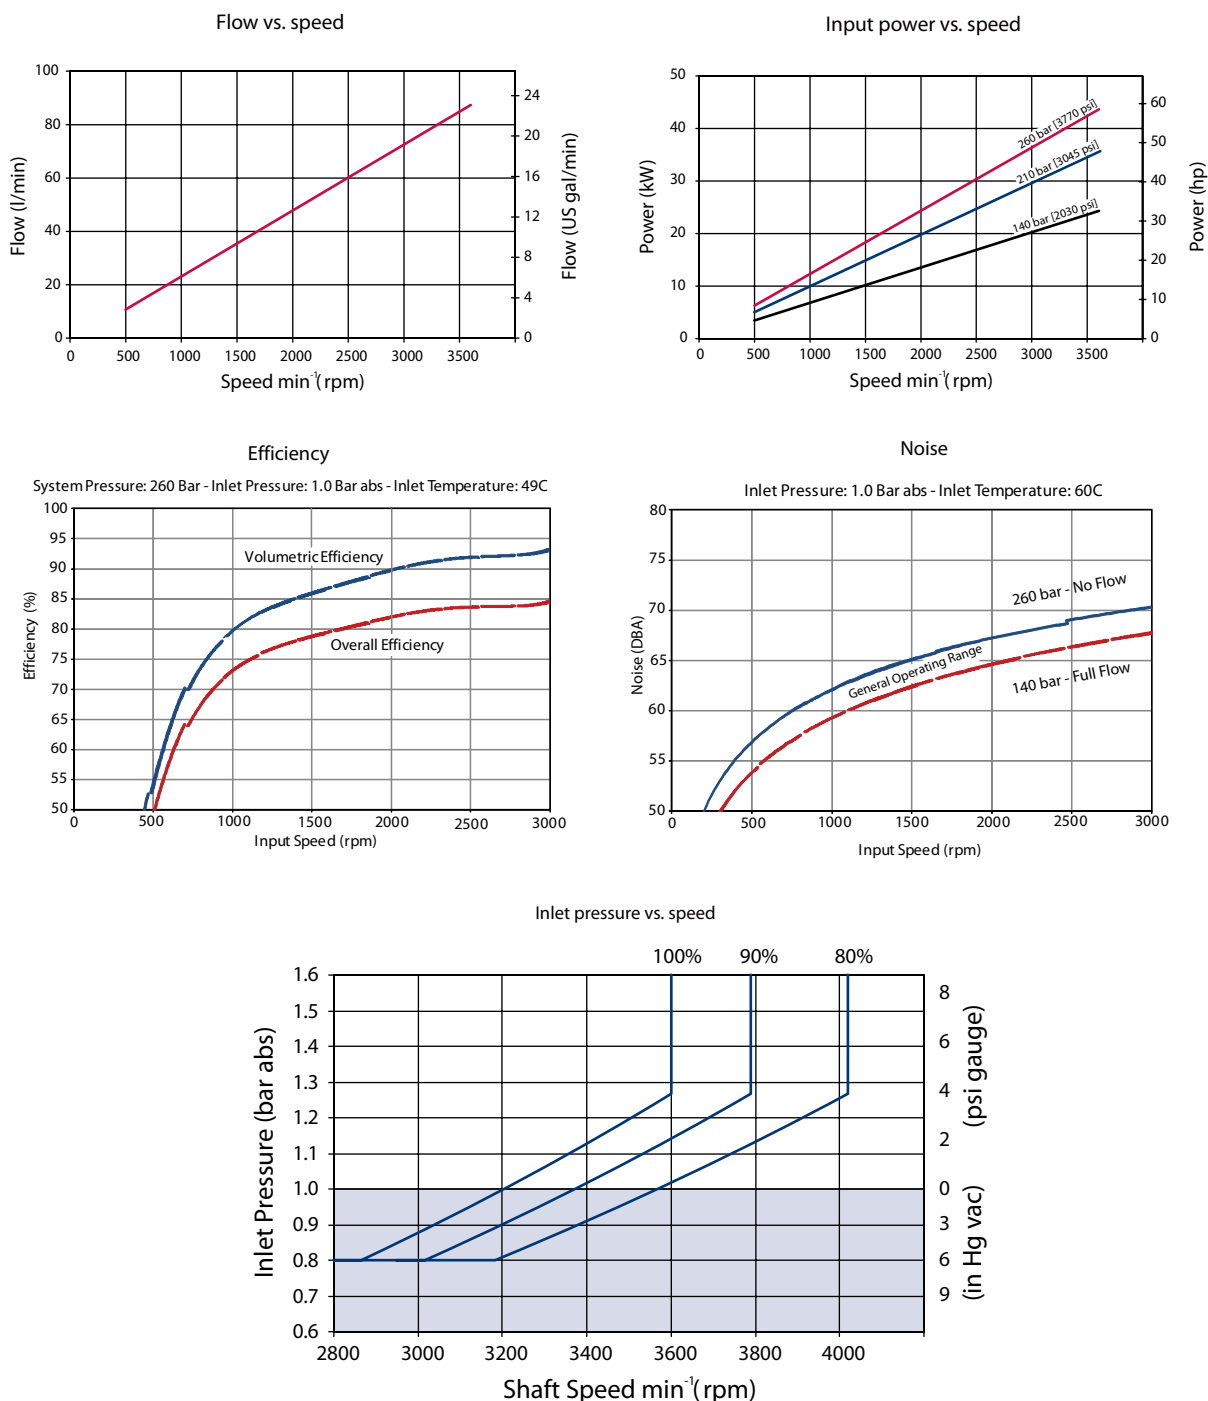 Flow vs. speed
100
80
60
40
20
0
24
20
16
12
8
4
0
0 500 1000 1500 2000 2500 3000 3500
Flow (l/min)
Flow (US gal/min)
Speed min⁻¹(rpm)
Input power vs. speed
50
40
30
20
10
0
60
50
40
30
20
10
0
260 bar [3770 psi]
210 bar [3045 psi]
140 bar [2030 psi]
0 500 1000 1500 2000 2500 3000 3500
Power (kW)
Power (hp)
Speed min⁻¹(rpm)
Efficiency
System Pressure: 260 Bar - Inlet Pressure: 1.0 Bar abs - Inlet Temperature: 49C
100
95
90
85
80
75
70
65
60
55
50
Volumetric Efficiency
Overall Efficiency
0 500 1000 1500 2000 2500 3000
Efficiency (%)
Input Speed (rpm)
Noise
Inlet Pressure: 1.0 Bar abs - Inlet Temperature: 60C
80
75
70
65
60
55
50
260 bar - No Flow
General Operating Range
140 bar - Full Flow
0 500 1000 1500 2000 2500 3000
Noise (DBA)
Input Speed (rpm)
Inlet pressure vs. speed
100% 90% 80%
1.6
1.5
1.4
1.3
1.2
1.1
1.0
0.9
0.8
0.7
0.6
8
6
4
2
0
3
6
9
2800 3000 3200 3400 3600 3800 4000
Inlet Pressure (bar abs)
(psi gauge)
(in Hg vac)
Shaft Speed min⁻¹(rpm)